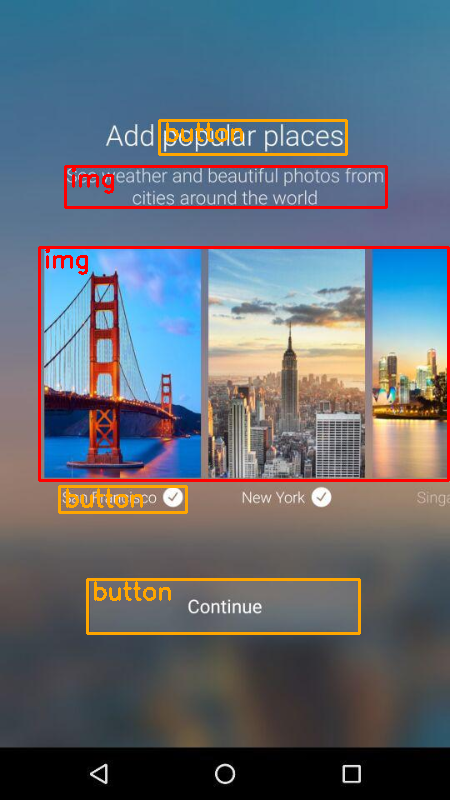 Add popular places
button
See weather and beautiful photos from
img
cities around the world
img
San Francisco
button
New York
Singa
button
Continue